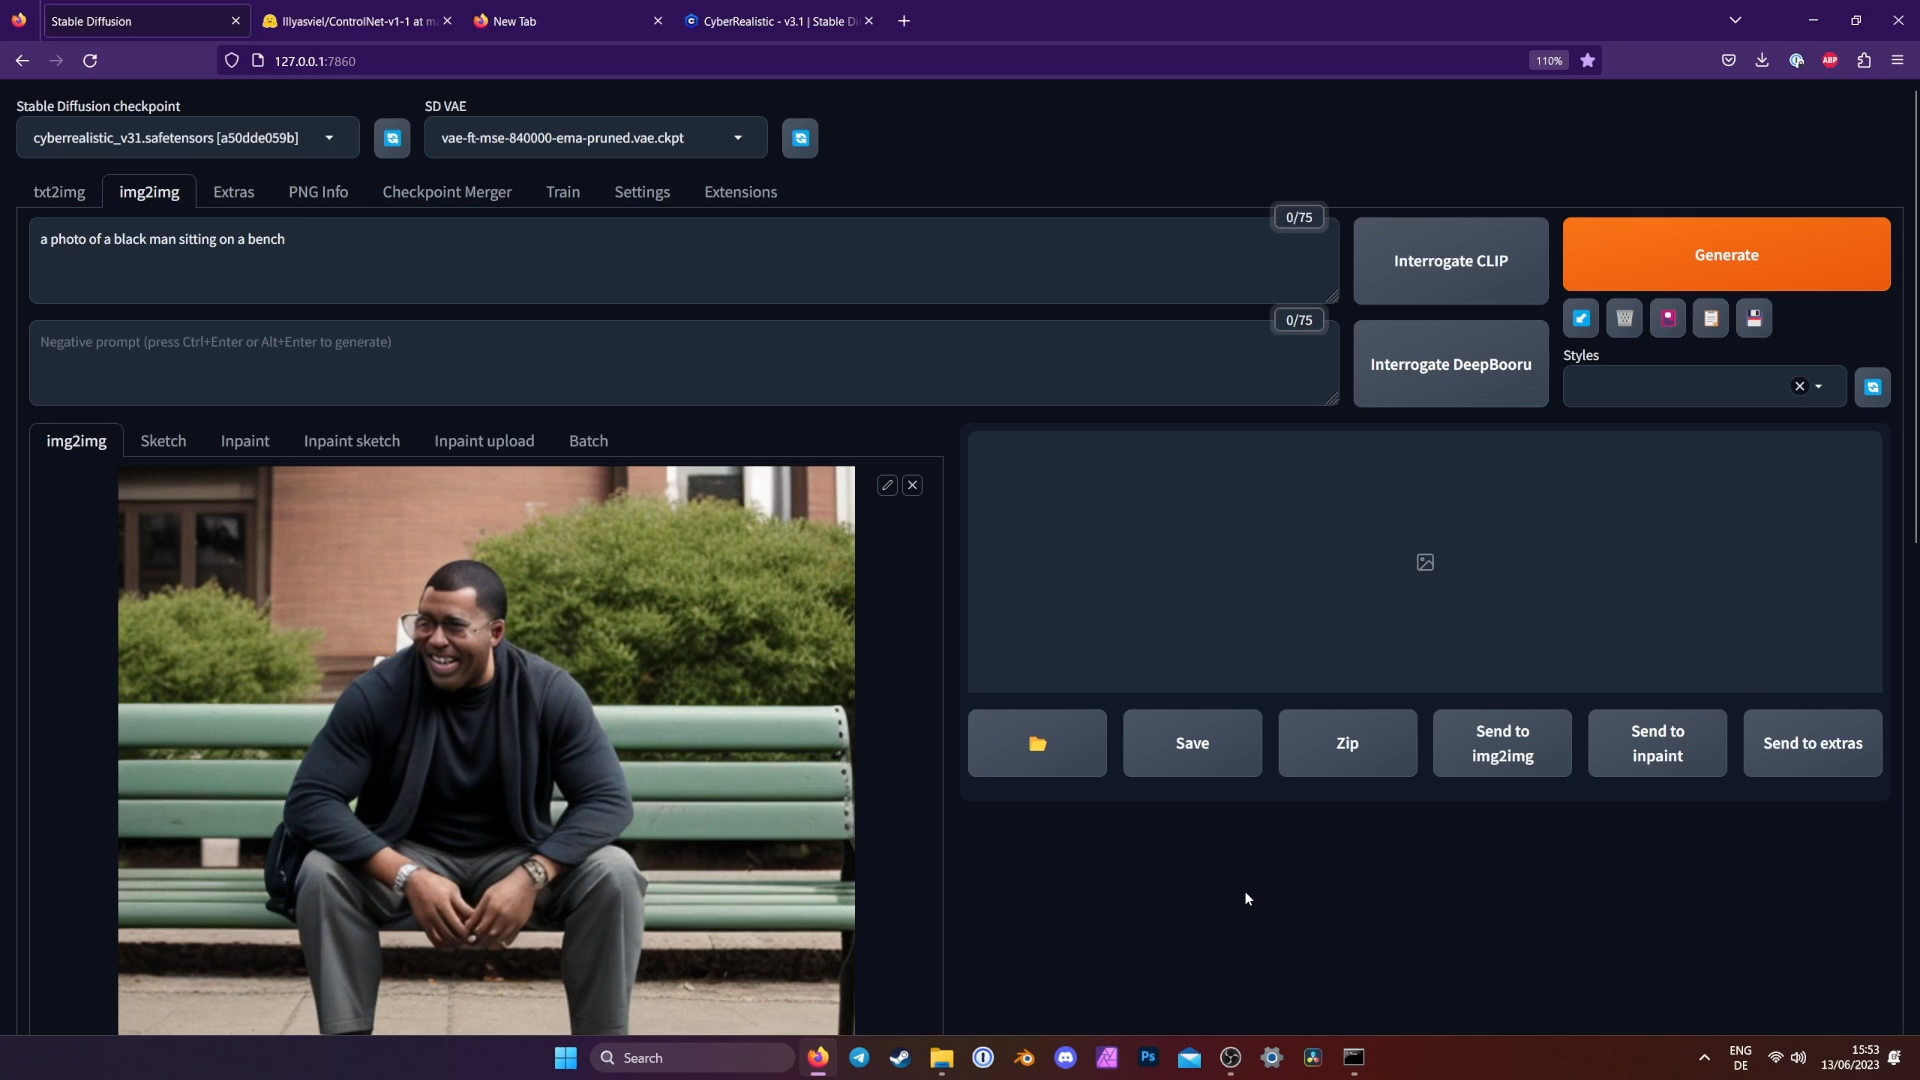 Stable Diffusion
lllyasviel/ControlNet-v1-1 at m
New Tab
CyberRealistic - v3.1 | Stable Di
127.0.0.1:7860
110%
ABP
Stable Diffusion checkpoint
SD VAE
cyberrealistic_v31.safetensors [a50dde059b]
vae-ft-mse-840000-ema-pruned.vae.ckpt
txt2img
img2img
Extras
PNG Info
Checkpoint Merger
Train
Settings
Extensions
0/75
a photo of a black man sitting on a bench
Interrogate CLIP
Generate
0/75
Negative prompt (press Ctrl+Enter or Alt+Enter to generate)
Interrogate DeepBooru
Styles
img2img
Sketch
Inpaint
Inpaint sketch
Inpaint upload
Batch
Save
Zip
Send to
img2img
Send to
inpaint
Send to extras
Search
Ps
ENG
DE
15:53
13/06/2023